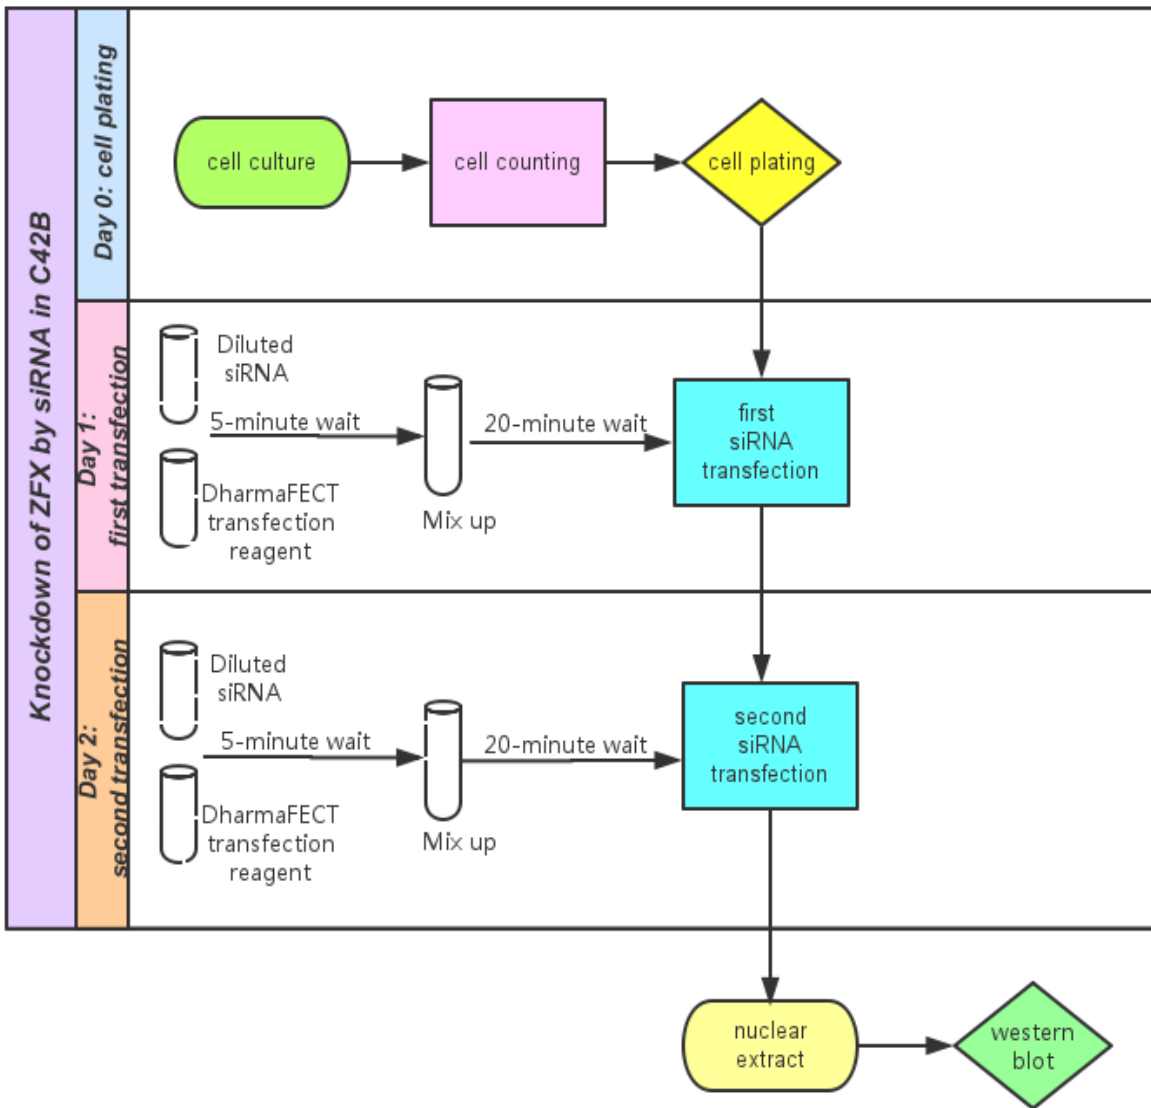 Knockdown of ZFX by siRNA in C42B
Day 0: cell plating
cell culture
cell counting
cell plating
Day 1:
first transfection
Diluted
siRNA
5-minute wait
DharmaFECT
transfection
reagent
Mix up
20-minute wait
first
siRNA
transfection
Day 2:
second transfection
Diluted
siRNA
5-minute wait
DharmaFECT
transfection
reagent
Mix up
20-minute wait
second
siRNA
transfection
nuclear
extract
western
blot